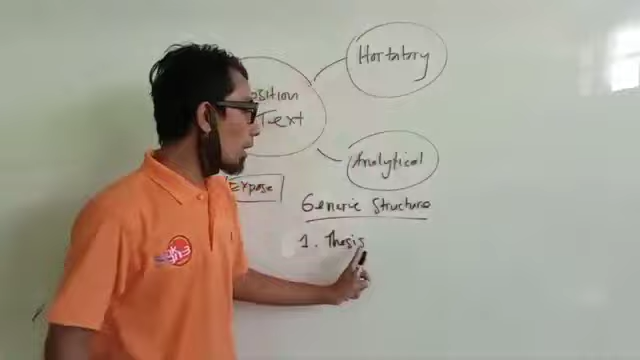 Hortatory
osition
Text
Analytical
Expose
Generic Structure
1. Thesis